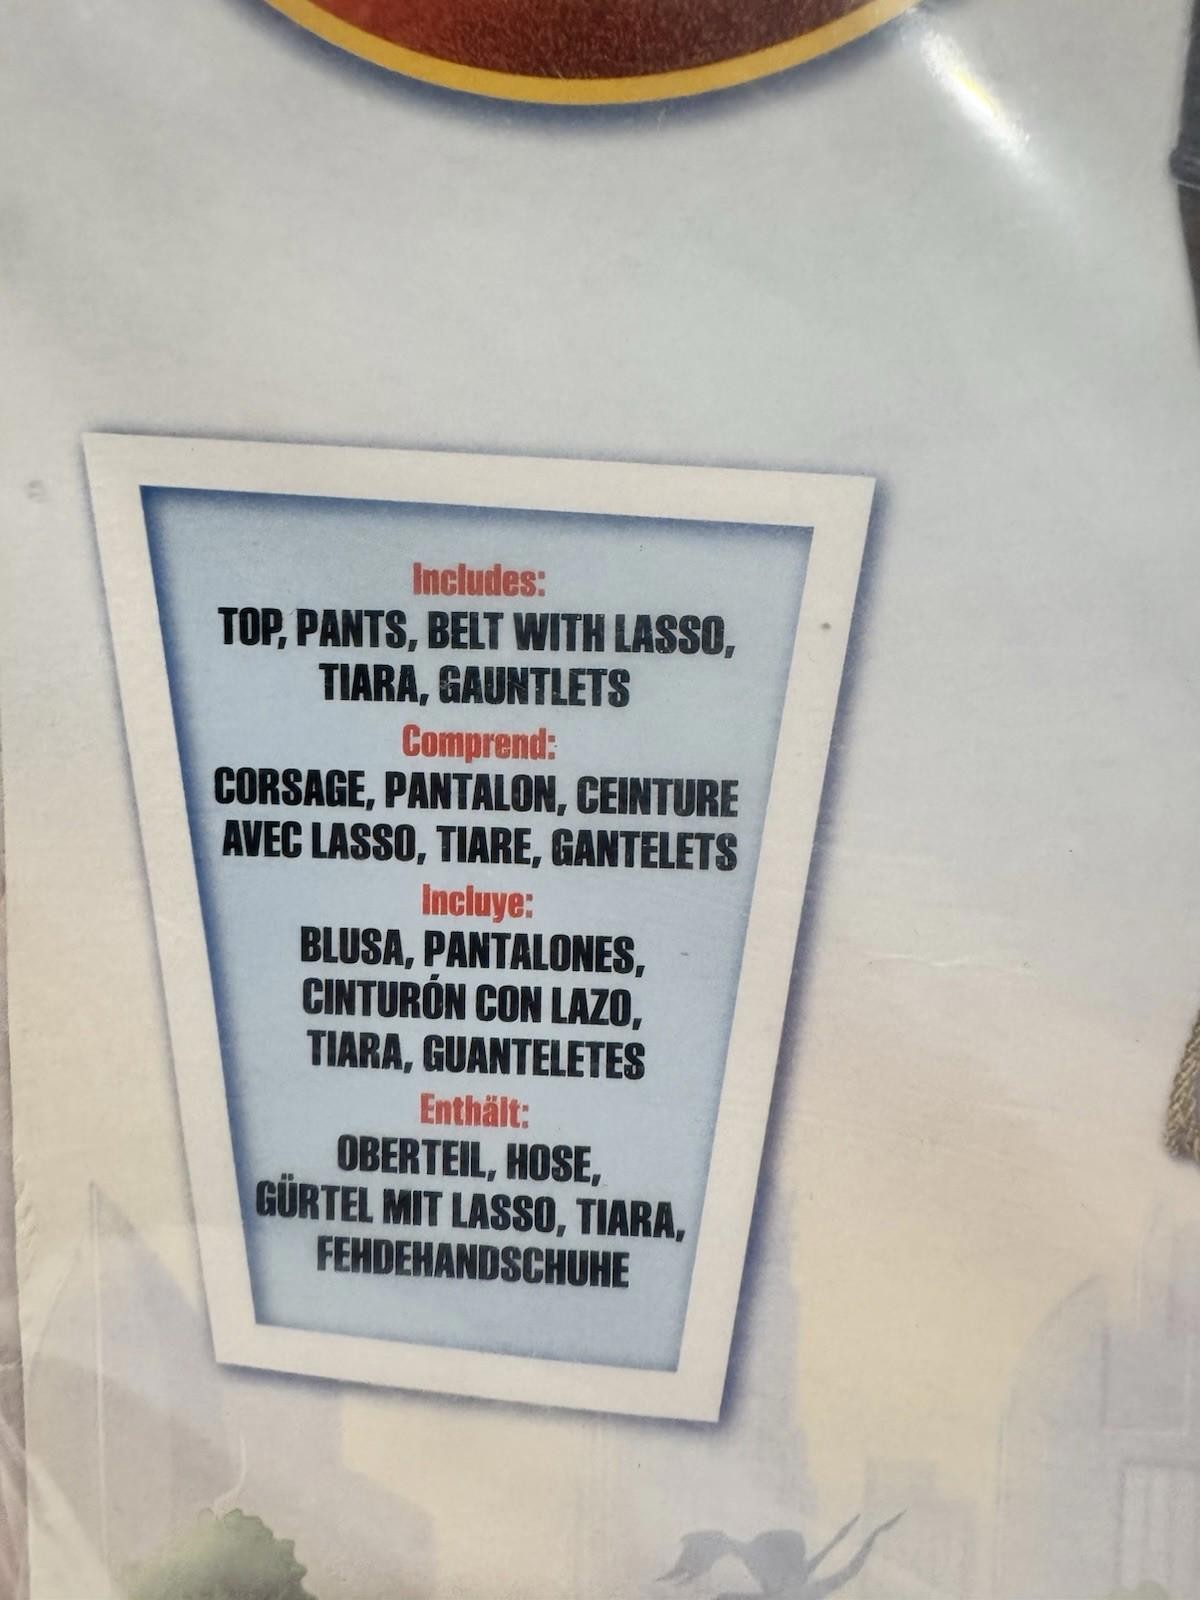 Includes:
TOP, PANTS, BELT WITH LASSO,
TIARA, GAUNTLETS
Comprend:
CORSAGE, PANTALON, CEINTURE
AVEC LASSO, TIARE, GANTELETS
Incluye:
BLUSA, PANTALONES,
CINTURÓN CON LAZO,
TIARA, GUANTELETES
Enthält:
OBERTEIL, HOSE,
GÜRTEL MIT LASSO, TIARA,
FEHDEHANDSCHUHE